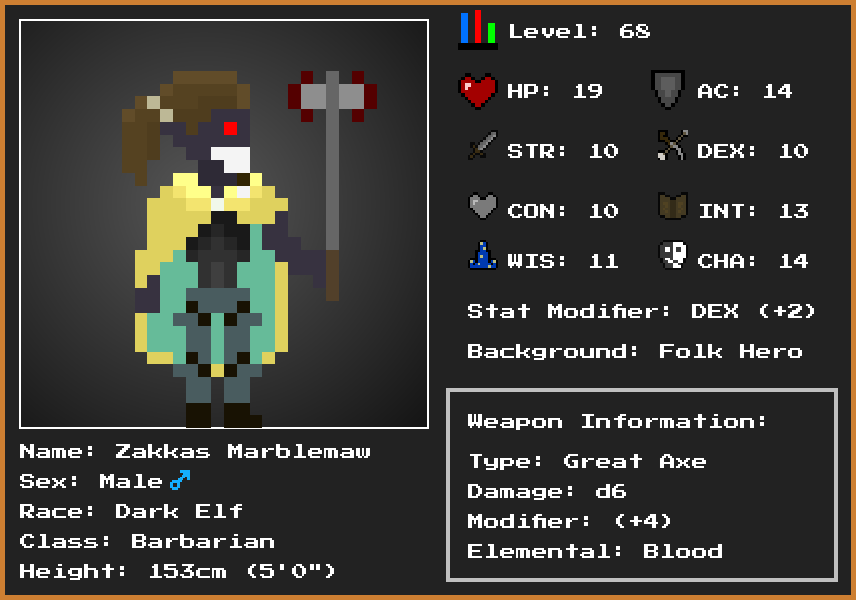 Level: 68
HP: 19
AC: 14
STR: 10
DEX: 10
CON: 10
INT: 13
WIS: 11
CHA: 14
Stat Modifier: DEX (+2)
Background: Folk Hero
Weapon Information:
Type: Great Axe
Damage: d6
Modifier: (+4)
Elemental: Blood
Name: Zakkas Marblemaw
Sex: Male♂
Race: Dark Elf
Class: Barbarian
Height: 153cm (5'0")